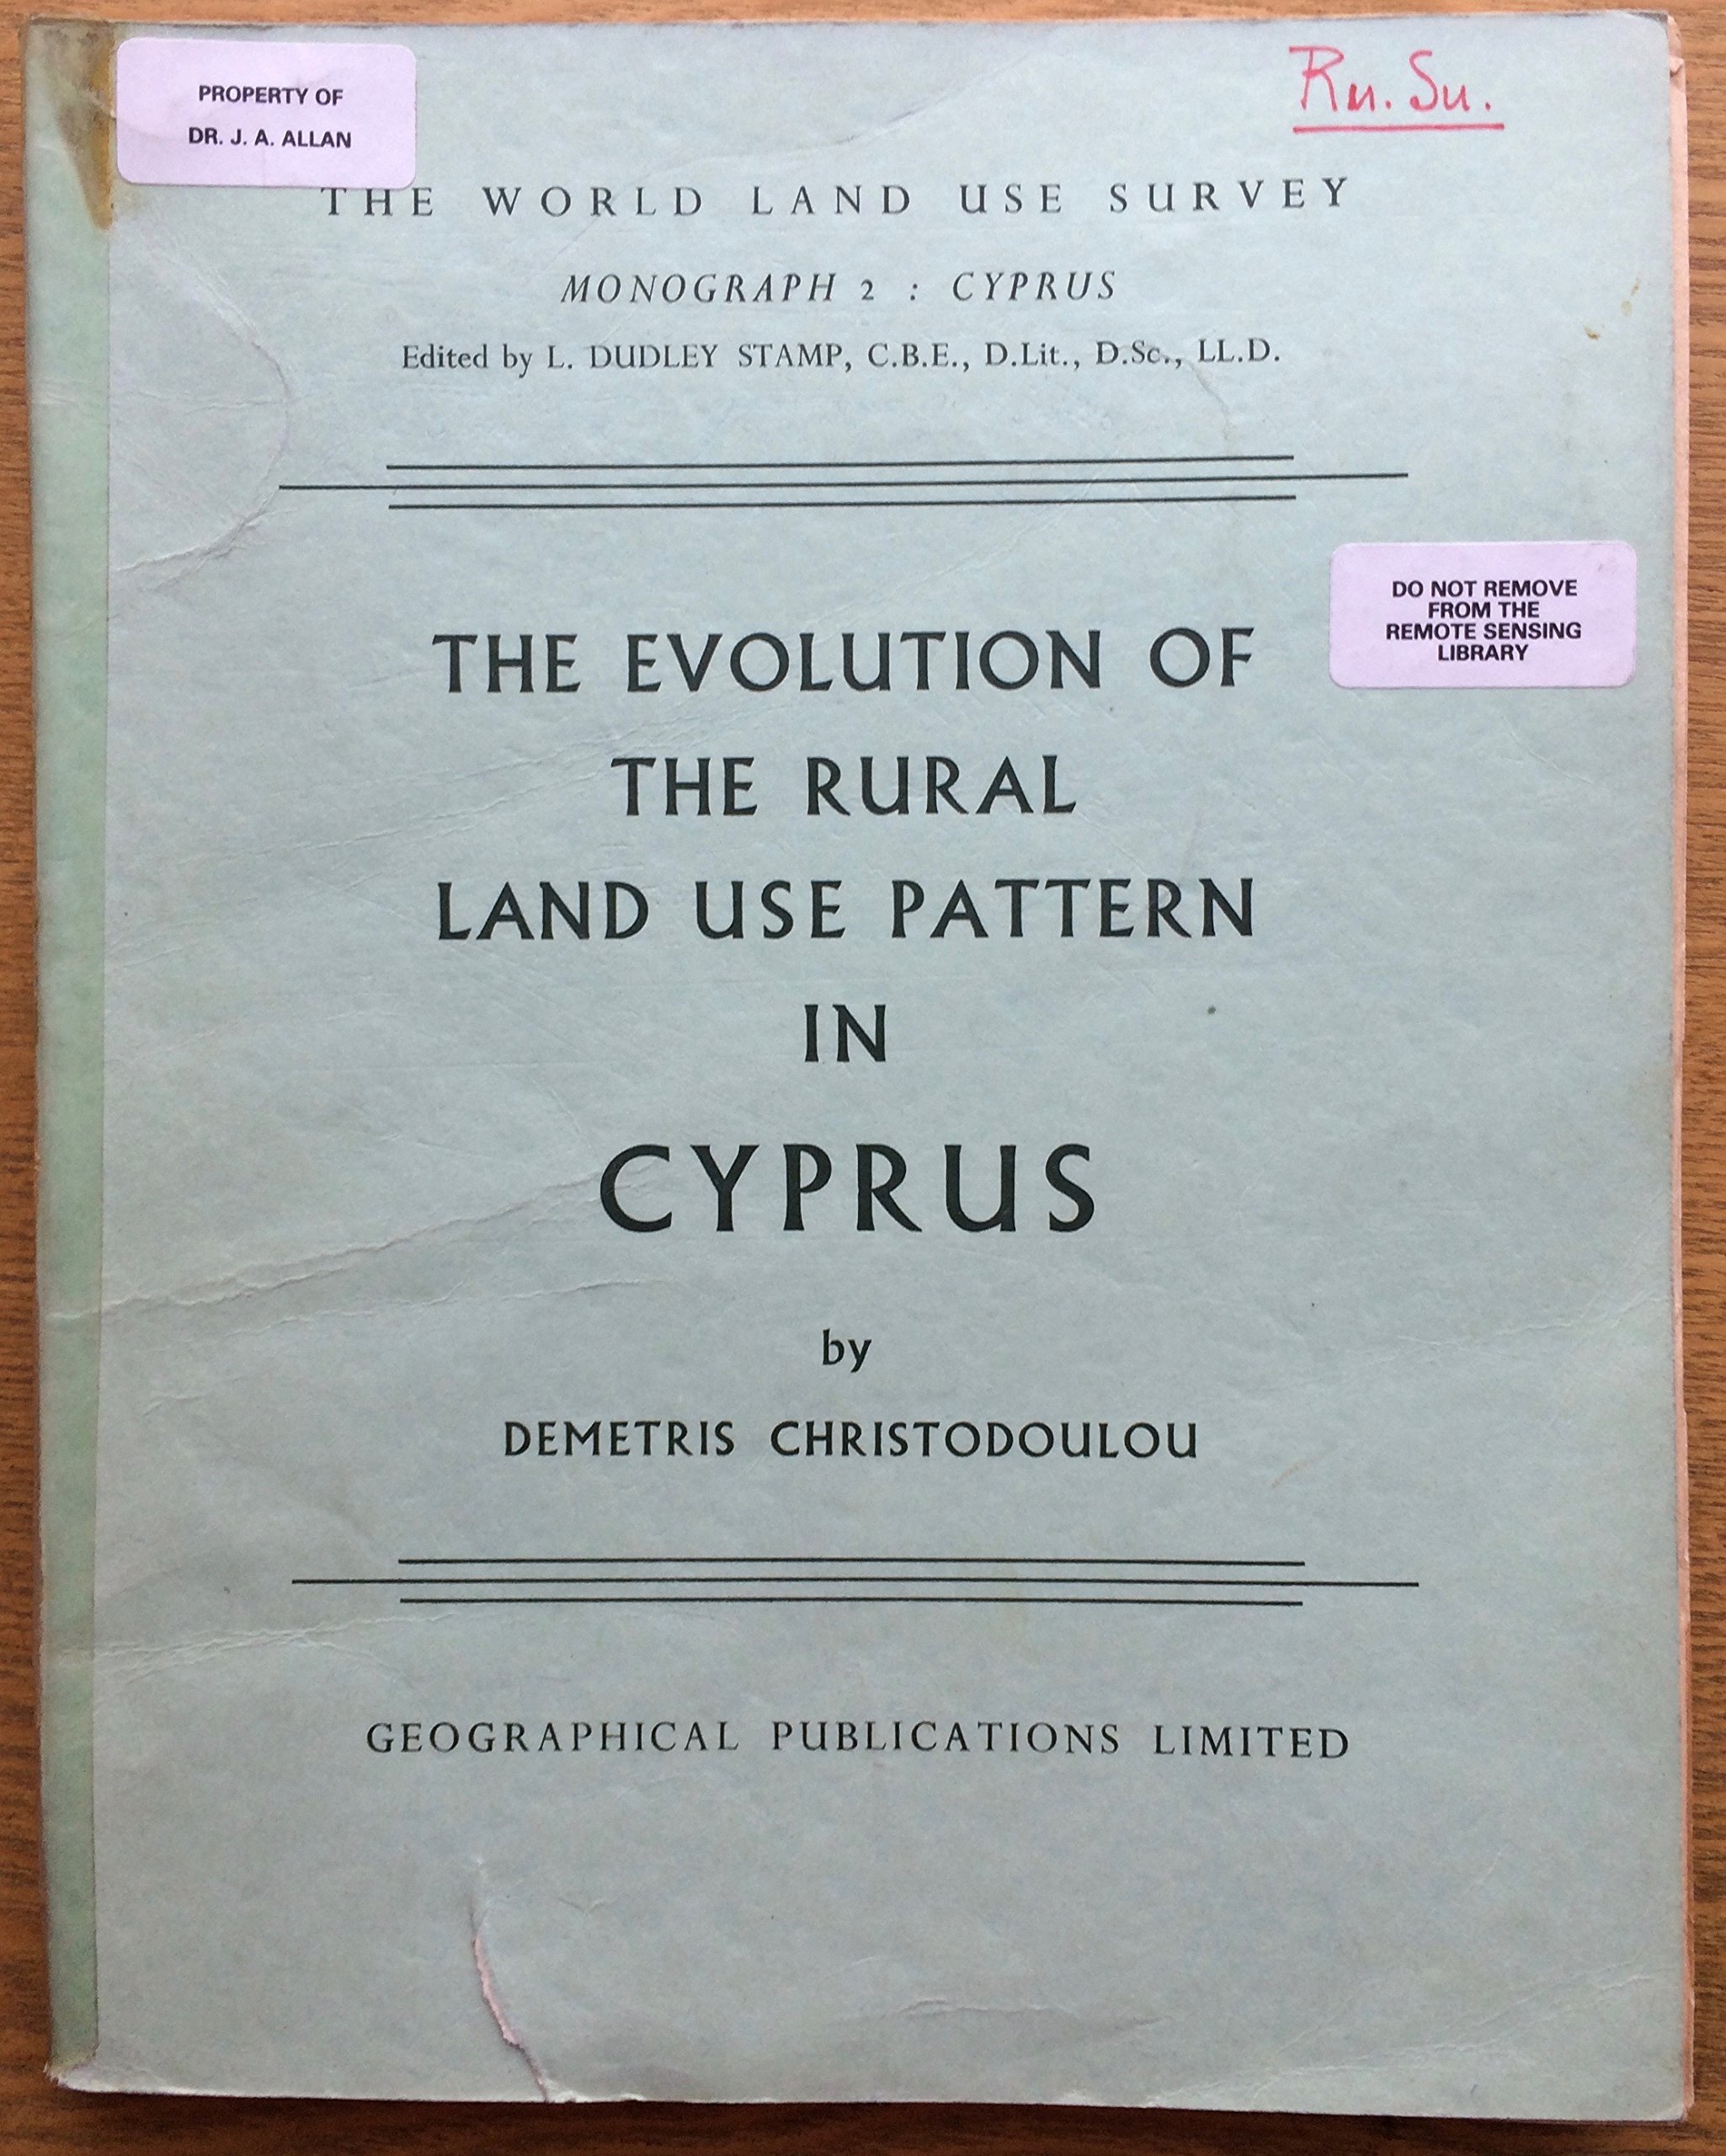 PROPERTY OF
DR. J. A. ALLAN
Ru. Su.
THE WORLD LAND USE SURVEY
MONOGRAPH 2 : CYPRUS
Edited by L. DUDLEY STAMP, C.B.E., D.Lit., D.Sc., LL.D.
DO NOT REMOVE
FROM THE
REMOTE SENSING
LIBRARY
THE EVOLUTION OF
THE RURAL
LAND USE PATTERN
IN
CYPRUS
by
DEMETRIS CHRISTODOULOU
GEOGRAPHICAL PUBLICATIONS LIMITED